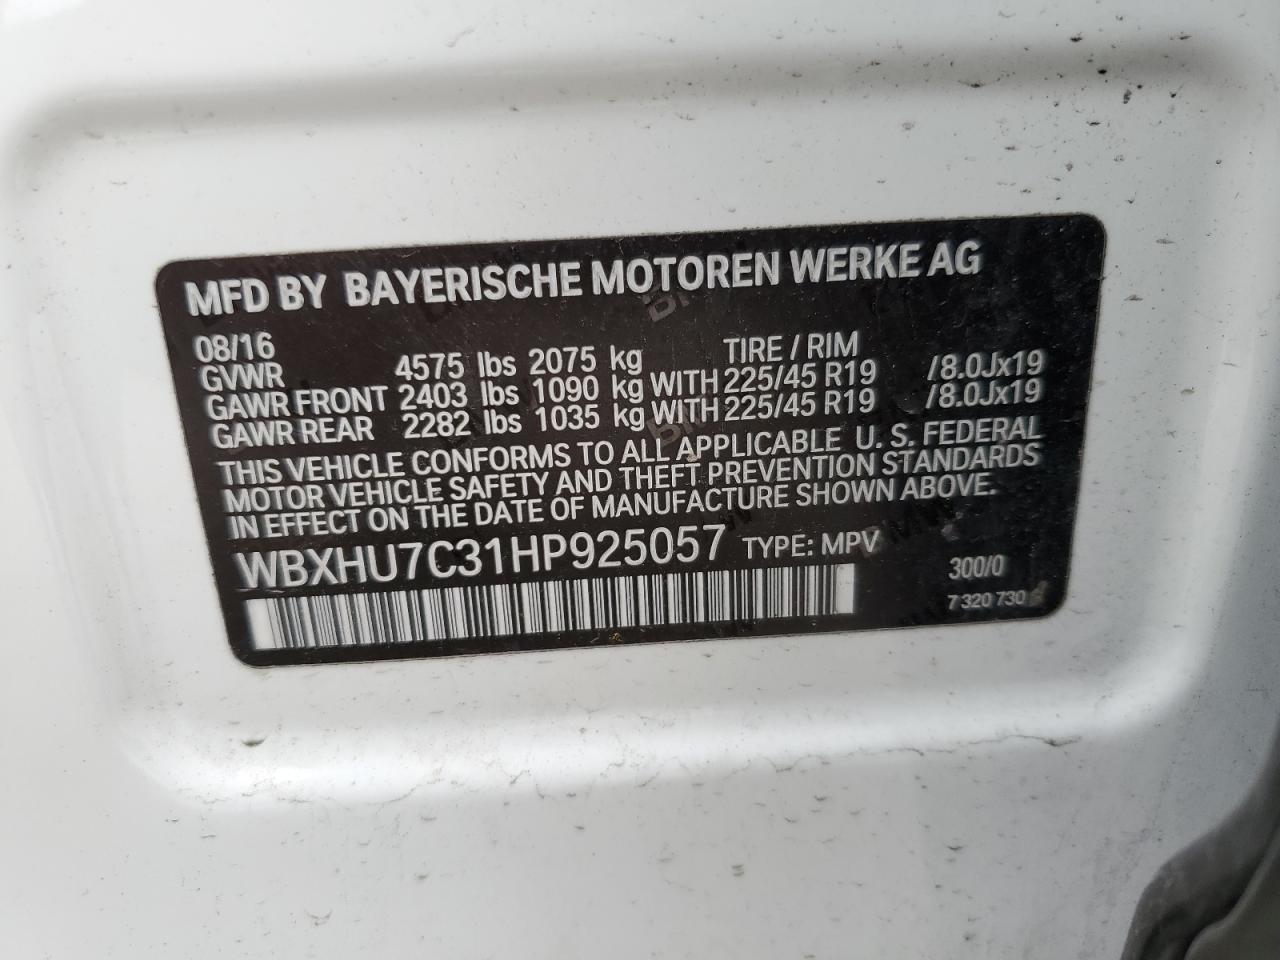 MFD BY BAYERISCHE MOTOREN WERKE AG
08/16
GVWR 4575 lbs 2075 kg TIRE / RIM
GAWR FRONT 2403 lbs 1090 kg WITH 225/45 R19 /8.0Jx19
GAWR REAR 2282 lbs 1035 kg WITH 225/45 R19 /8.0Jx19
THIS VEHICLE CONFORMS TO ALL APPLICABLE U. S. FEDERAL
MOTOR VEHICLE SAFETY AND THEFT PREVENTION STANDARDS
IN EFFECT ON THE DATE OF MANUFACTURE SHOWN ABOVE.
WBXHU7C31HP925057 TYPE: MPV
300/0
7 320 730